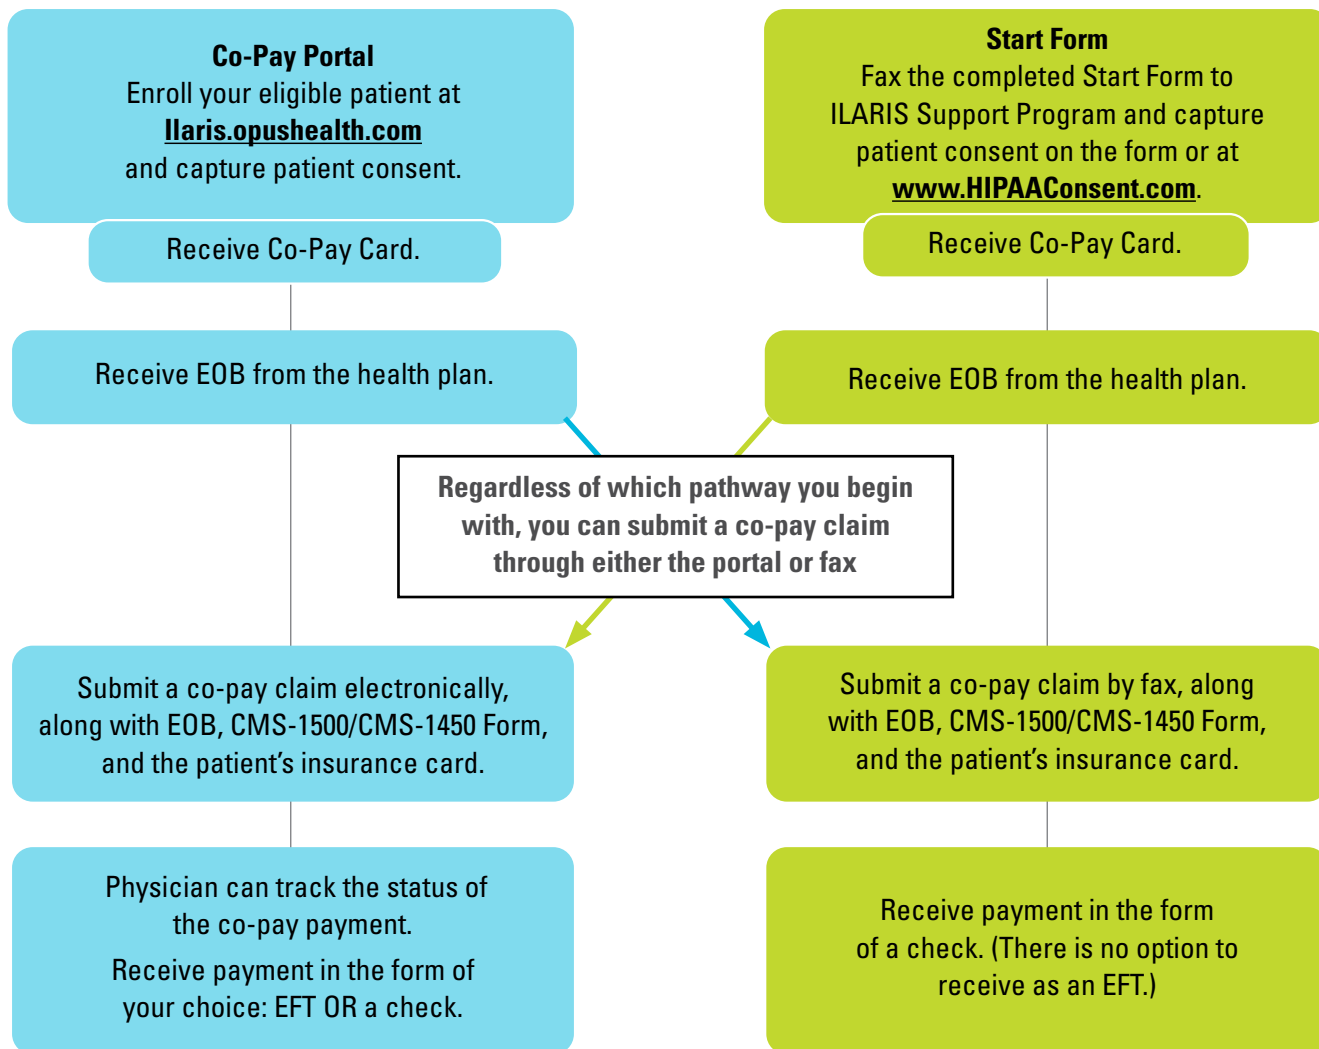 Co-Pay Portal
Enroll your eligible patient at
Ilaris.opushealth.com
and capture patient consent.
Receive Co-Pay Card.
Receive EOB from the health plan.
Start Form
Fax the completed Start Form to
ILARIS Support Program and capture
patient consent on the form or at
www.HIPAAConsent.com.
Receive Co-Pay Card.
Receive EOB from the health plan.
Regardless of which pathway you begin
with, you can submit a co-pay claim
through either the portal or fax
Submit a co-pay claim electronically,
along with EOB, CMS-1500/CMS-1450 Form,
and the patient’s insurance card.
Physician can track the status of
the co-pay payment.
Receive payment in the form of
your choice: EFT OR a check.
Submit a co-pay claim by fax, along
with EOB, CMS-1500/CMS-1450 Form,
and the patient’s insurance card.
Receive payment in the form
of a check. (There is no option to
receive as an EFT.)